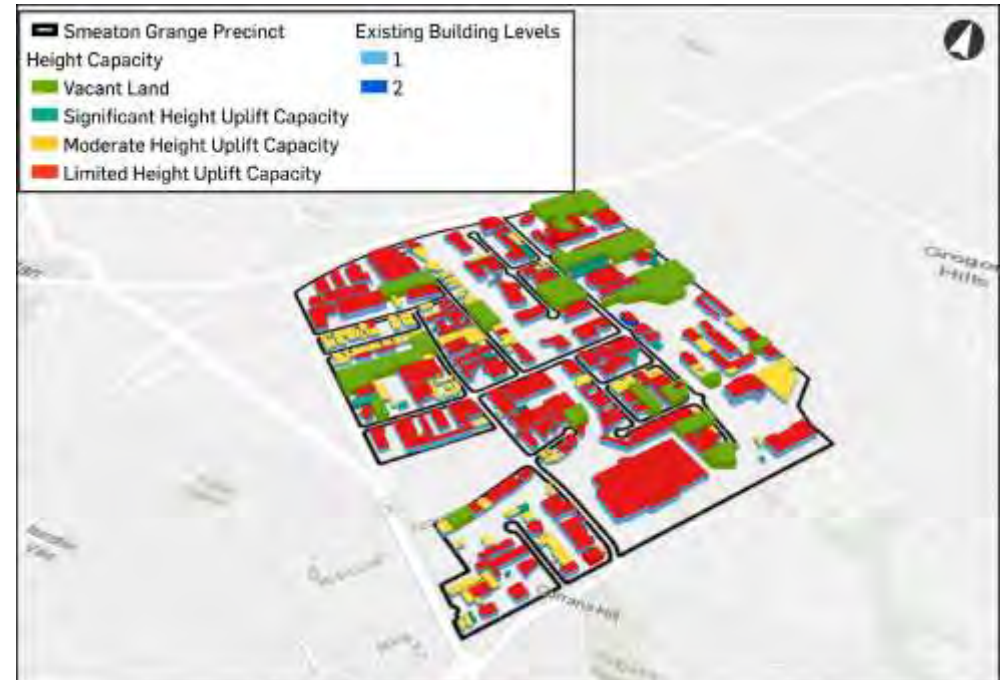 Smeaton Grange Precinct
Height Capacity
Vacant Land
Significant Height Uplift Capacity
Moderate Height Uplift Capacity
Limited Height Uplift Capacity
Existing Building Levels
1
2
Gregory
Hills
Currans Hill